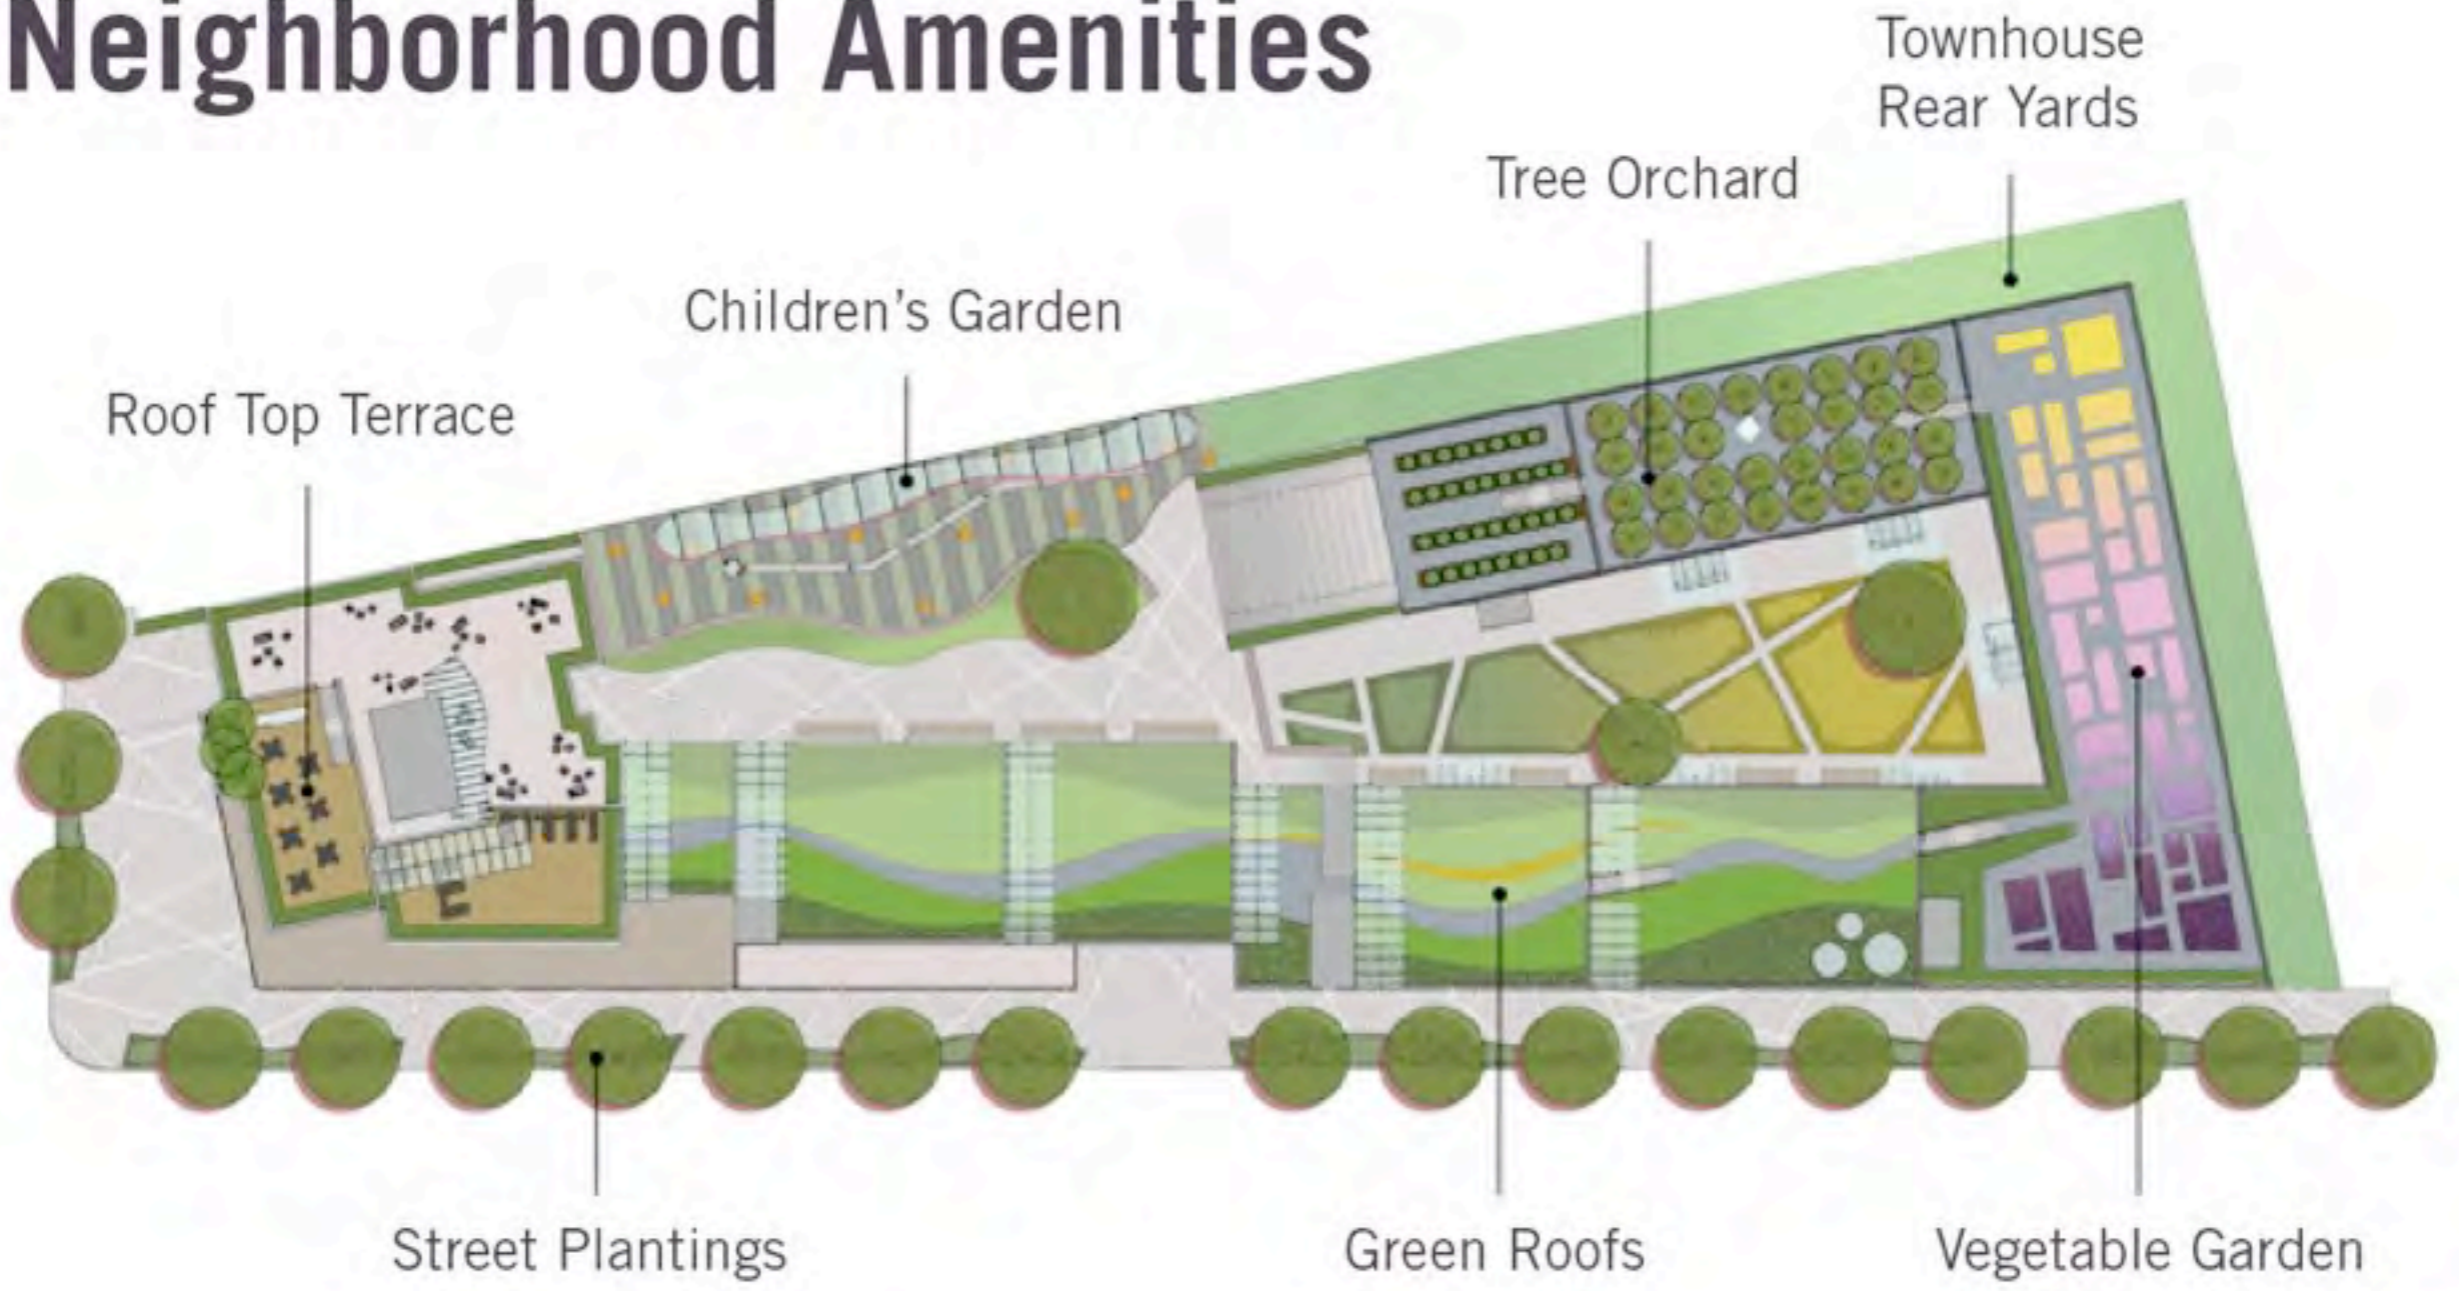 Neighborhood Amenities
Townhouse
Rear Yards
Tree Orchard
Children’s Garden
Roof Top Terrace
Street Plantings
Green Roofs
Vegetable Garden